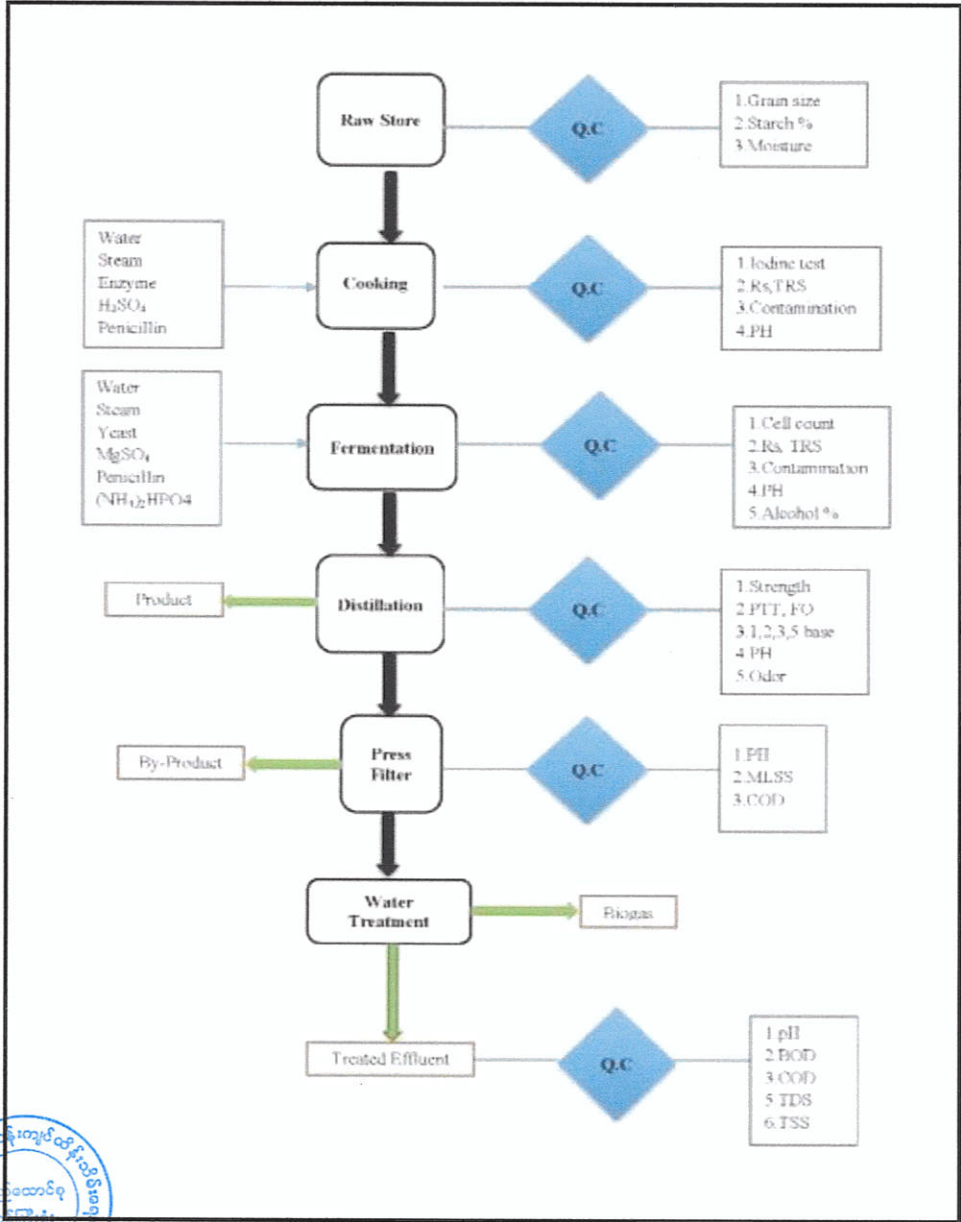 Raw Store
Q.C
1.Grain size
2.Starch %
3.Moisture
Water
Steam
Enzyme
H₂SO₄
Penicillin
Cooking
Q.C
1.Iodine test
2.Rs,TRS
3.Contamination
4.PH
Water
Steam
Yeast
MgSO₄
Penicillin
(NH₄)₂HPO4
Fermentation
Q.C
1.Cell count
2.Rs, TRS
3.Contamination
4.PH
5.Alcohol %
Product
Distillation
Q.C
1.Strength
2 PTT, FO
3.1,2,3,5 base
4 PH
5.Odor
By-Product
Press
Filter
Q.C
1.PH
2.MLSS
3.COD
Water
Treatment
Biogas
Treated Effluent
Q.C
1 pH
2 BOD
3.COD
5 TDS
6.TSS